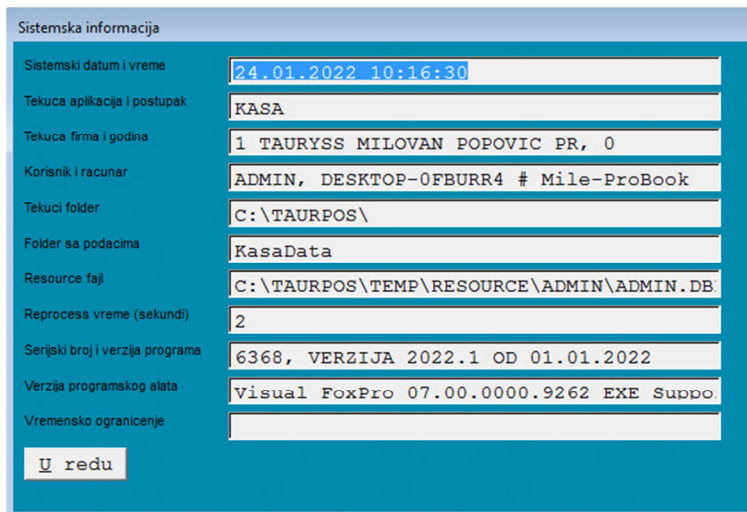 Sistemska informacija
Sistemski datum i vreme 24.01.2022 10:16:30
Tekuca aplikacija i postupak KASA
Tekuca firma i godina 1 TAURYSS MILOVAN POPOVIC PR, 0
Korisnik i racunar ADMIN, DESKTOP-0FBURR4 # Mile-ProBook
Tekuci folder C:\TAURPOS\
Folder sa podacima KasaData
Resource fajl C:\TAURPOS\TEMP\RESOURCE\ADMIN\ADMIN.DB
Reprocess vreme (sekundi) 2
Serijski broj i verzija programa 6368, VERZIJA 2022.1 OD 01.01.2022
Verzija programskog alata Visual FoxPro 07.00.0000.9262 EXE Suppo
Vremensko ogranicenje
U redu